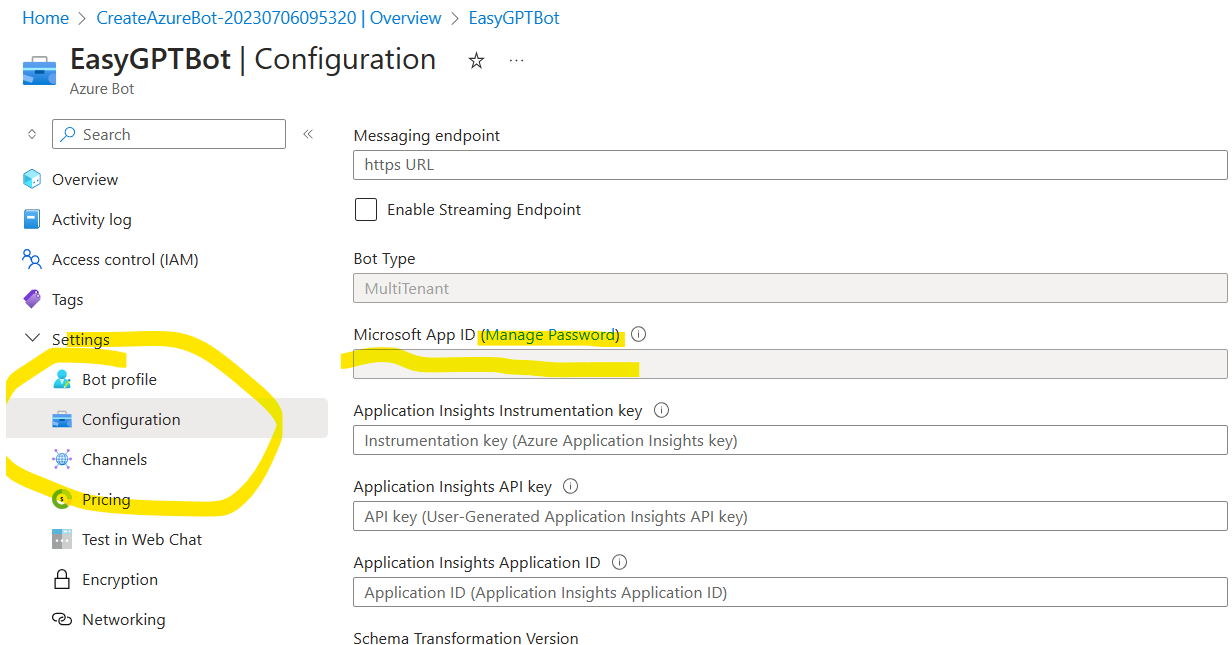 Home > CreateAzureBot-20230706095320 | Overview > EasyGPTBot
EasyGPTBot | Configuration
Azure Bot
Search
Overview
Activity log
Access control (IAM)
Tags
Settings
Bot profile
Configuration
Channels
Pricing
Test in Web Chat
Encryption
Networking
Messaging endpoint
https URL
Enable Streaming Endpoint
Bot Type
MultiTenant
Microsoft App ID (Manage Password)
Application Insights Instrumentation key
Instrumentation key (Azure Application Insights key)
Application Insights API key
API key (User-Generated Application Insights API key)
Application Insights Application ID
Application ID (Application Insights Application ID)
Schema Transformation Version